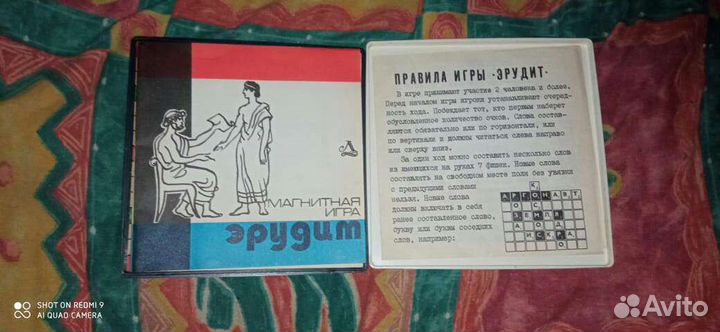 МАГНИТНАЯ
ИГРА
эрудит
ПРАВИЛА ИГРЫ «ЭРУДИТ»
В игре принимают участие 2 человека и более.
Перед началом игры игроки устанавливают очеред-
ность хода. Побеждает тот, кто первым наберет
обусловленное количество очков. Слова состав-
ляются обязательно или по горизонтали, или
по вертикали и должны читаться слева направо
или сверху вниз.
За один ход можно составить несколько слов
из имеющихся на руках 7 фишек. Новые слова
составлять на свободном месте поля без увязки
с предыдущими словами
нельзя. Новые слова
должны включать в себя
ранее составленное слово,
букву или буквы соседних
слов, например:
К
АРГОНАВТ
О С
ЗЕМЛЯ
А О Д
ИСКРА
О
SHOT ON REDMI 9
AI QUAD CAMERA
Avito